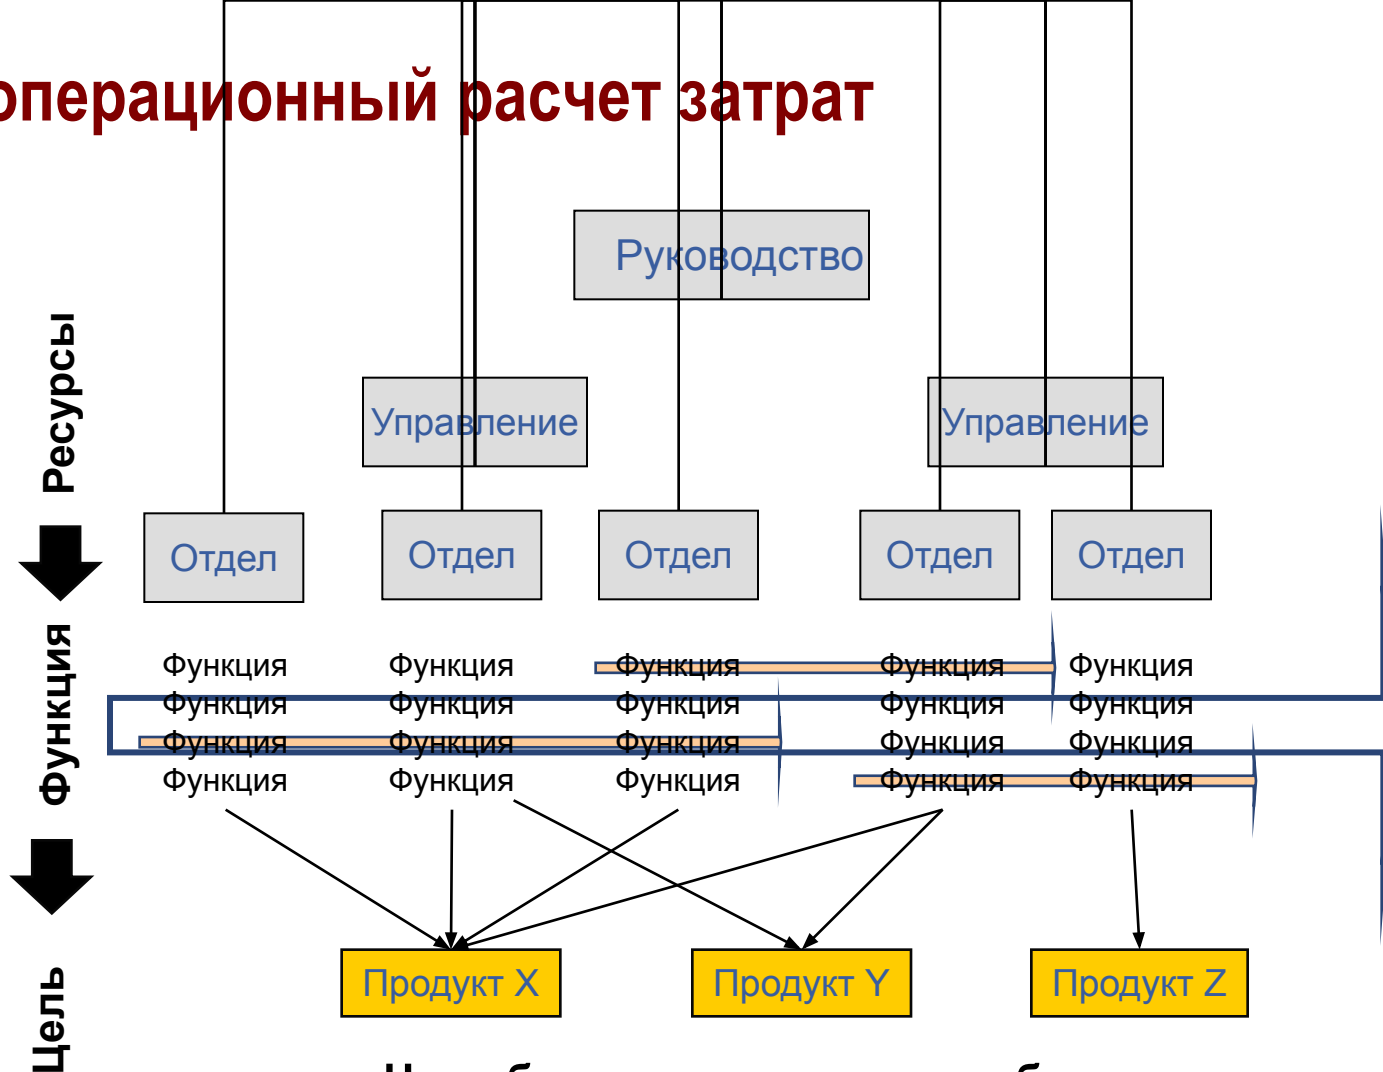 операционный расчет затрат
Руководство
Ресурсы
Управление Управление
Отдел Отдел Отдел Отдел Отдел
Функция
Функция Функция Функция Функция Функция
Функция Функция Функция Функция Функция
Функция Функция Функция Функция Функция
Функция Функция Функция Функция Функция
Продукт X Продукт Y Продукт Z
Цель